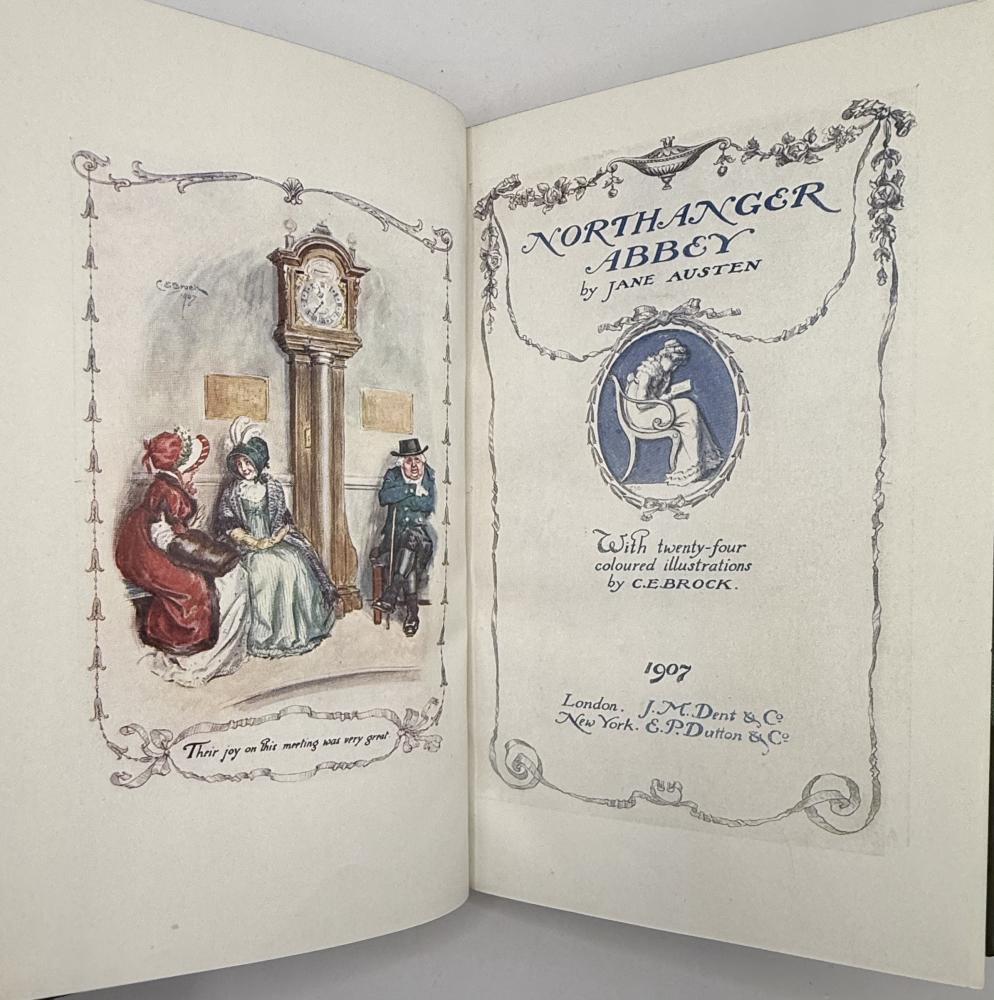 C.E.Brock
1907
Their joy on this meeting was very great
NORTHANGER
ABBEY
by JANE AUSTEN
With twenty-four
coloured illustrations
by C.E.BROCK.
1907
London. J.M.Dent & Co
New York. E.P.Dutton & Co